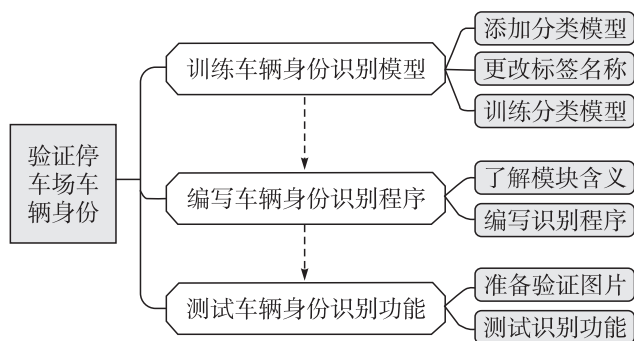 验证停
车场车
辆身份
训练车辆身份识别模型
添加分类模型
更改标签名称
训练分类模型
编写车辆身份识别程序
了解模块含义
编写识别程序
测试车辆身份识别功能
准备验证图片
测试识别功能